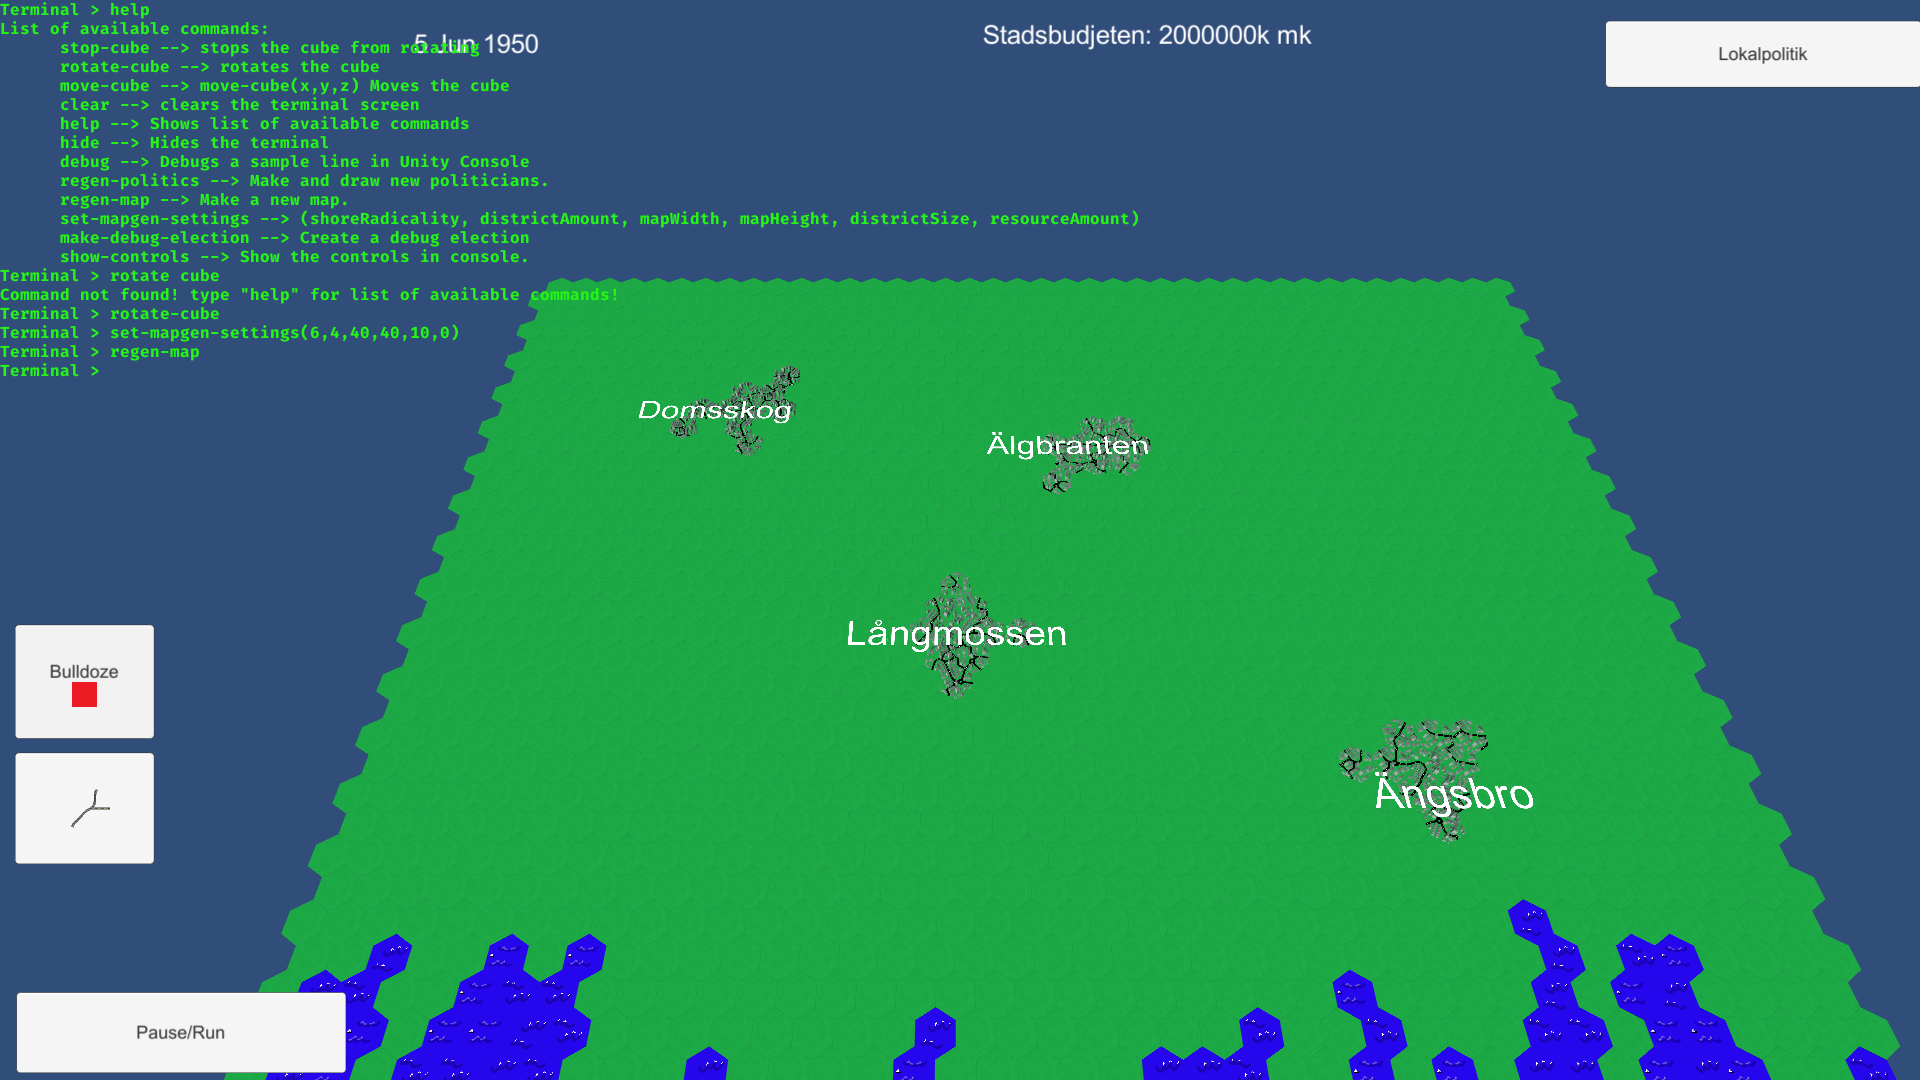 Terminal > help
List of available commands:
stop-cube --> stops the cube from rotating
rotate-cube --> rotates the cube
move-cube --> move-cube(x,y,z) Moves the cube
clear --> clears the terminal screen
help --> Shows list of available commands
hide --> Hides the terminal
debug --> Debugs a sample line in Unity Console
regen-politics --> Make and draw new politicians.
regen-map --> Make a new map.
set-mapgen-settings --> (shoreRadicality, districtAmount, mapWidth, mapHeight, districtSize, resourceAmount)
make-debug-election --> Create a debug election
show-controls --> Show the controls in console.
Terminal > rotate cube
Command not found! type "help" for list of available commands!
Terminal > rotate-cube
Terminal > set-mapgen-settings(6,4,40,40,10,0)
Terminal > regen-map
Terminal >
5 Jun 1950
Stadsbudjeten: 2000000k mk
Lokalpolitik
Domsskog
Älgbranten
Långmossen
Ängsbro
Bulldoze
Pause/Run